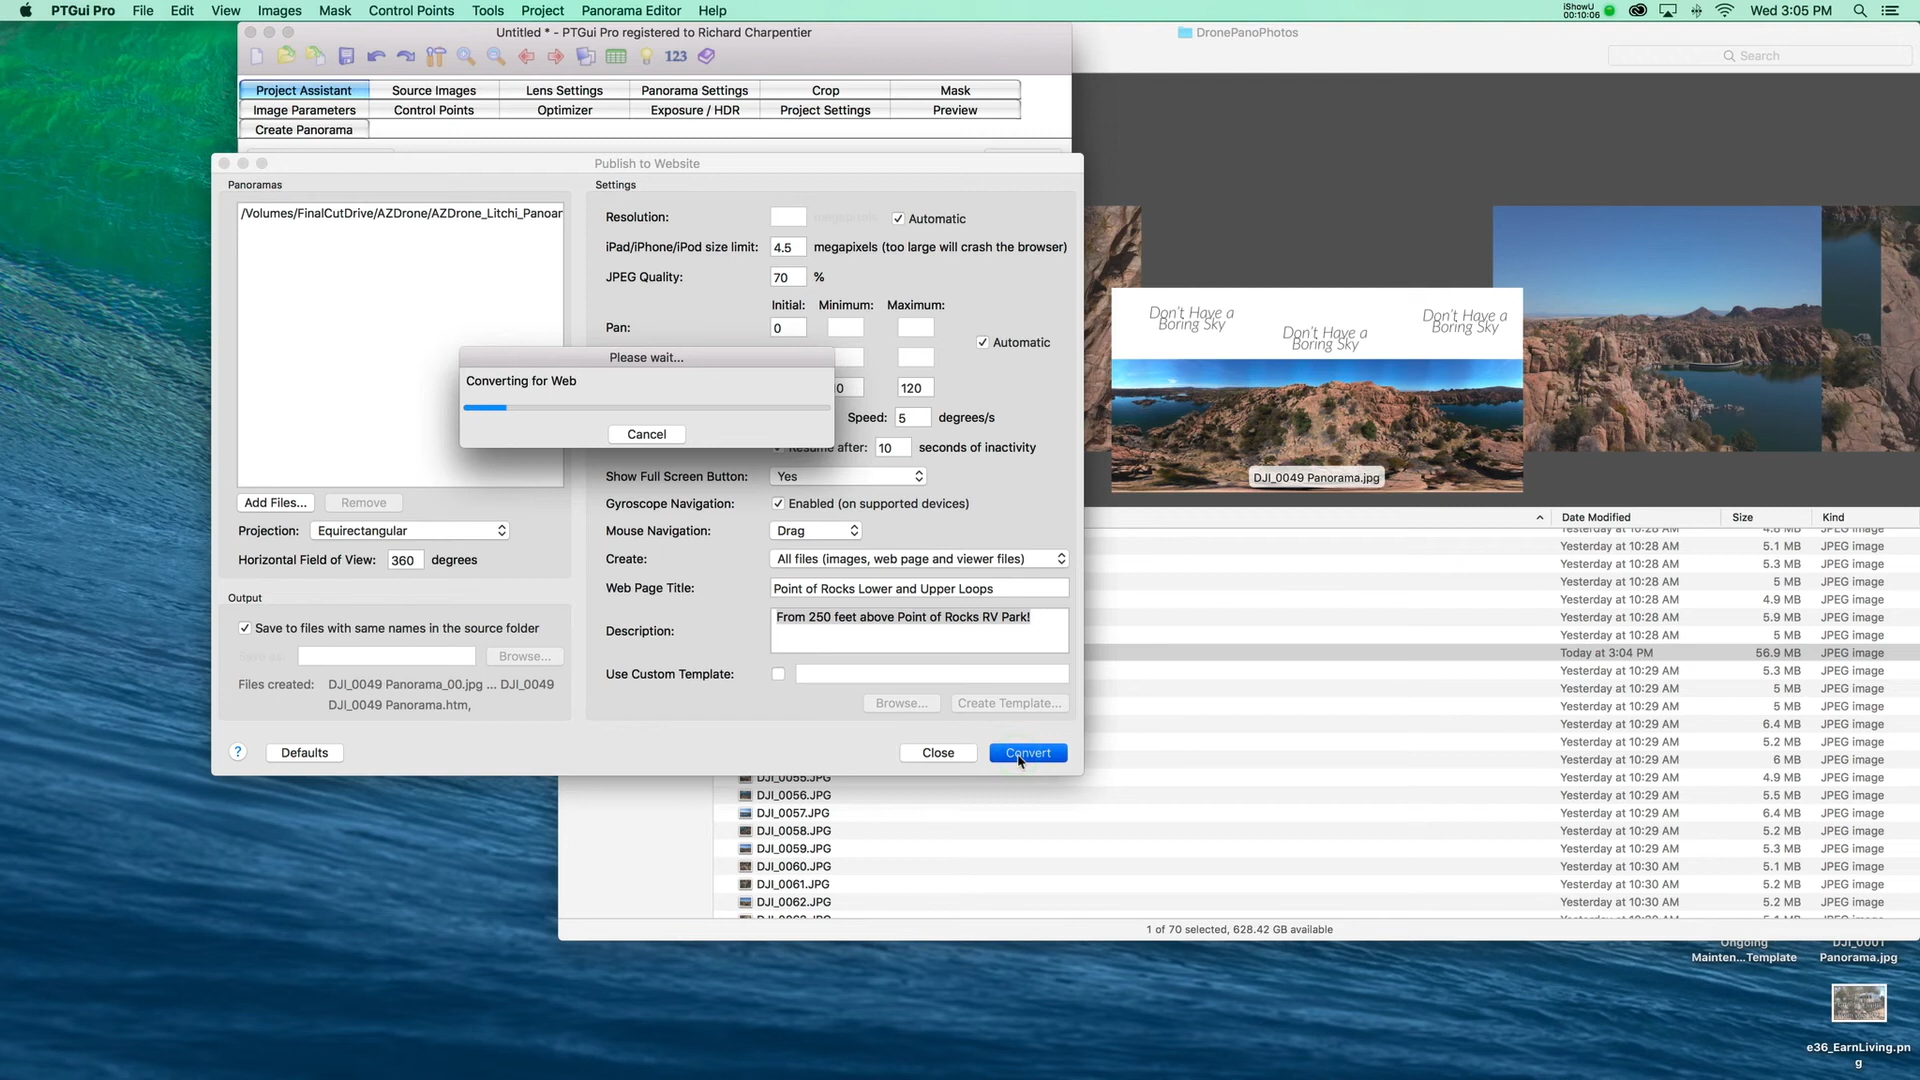 PTGui Pro File Edit View Images Mask Control Points Tools Project Panorama Editor Help
iShowU
00:10:06
Wed 3:05 PM
Untitled * - PTGui Pro registered to Richard Charpentier
123
Project Assistant Source Images Lens Settings Panorama Settings Crop Mask
Image Parameters Control Points Optimizer Exposure / HDR Project Settings Preview
Create Panorama
DronePanoPhotos
Search
Publish to Website
Panoramas
/Volumes/FinalCutDrive/AZDrone/AZDrone_Litchi_Panoar
Add Files... Remove
Projection: Equirectangular
Horizontal Field of View: 360 degrees
Output
Save to files with same names in the source folder
Save as: Browse...
Files created: DJI_0049 Panorama_00.jpg ... DJI_0049
DJI_0049 Panorama.htm,
? Defaults
Settings
Resolution: megapixels Automatic
iPad/iPhone/iPod size limit: 4.5 megapixels (too large will crash the browser)
JPEG Quality: 70 %
Initial: Minimum: Maximum:
Pan: 0
Automatic
120
Speed: 5 degrees/s
Resume after: 10 seconds of inactivity
Show Full Screen Button: Yes
Gyroscope Navigation: Enabled (on supported devices)
Mouse Navigation: Drag
Create: All files (images, web page and viewer files)
Web Page Title: Point of Rocks Lower and Upper Loops
Description: From 250 feet above Point of Rocks RV Park!
Use Custom Template:
Browse... Create Template...
Close Convert
Please wait...
Converting for Web
Cancel
Don't Have a
Boring Sky
Don't Have a
Boring Sky
Don't Have a
Boring Sky
DJI_0049 Panorama.jpg
Date Modified Size Kind
Yesterday at 10:28 AM 4.8 MB JPEG image
Yesterday at 10:28 AM 5.1 MB JPEG image
Yesterday at 10:28 AM 5.3 MB JPEG image
Yesterday at 10:28 AM 5 MB JPEG image
Yesterday at 10:28 AM 4.9 MB JPEG image
Yesterday at 10:28 AM 5.9 MB JPEG image
Yesterday at 10:28 AM 5 MB JPEG image
Today at 3:04 PM 56.9 MB JPEG image
Yesterday at 10:29 AM 5.3 MB JPEG image
Yesterday at 10:29 AM 5 MB JPEG image
Yesterday at 10:29 AM 5 MB JPEG image
Yesterday at 10:29 AM 6.4 MB JPEG image
Yesterday at 10:29 AM 5.2 MB JPEG image
Yesterday at 10:29 AM 6 MB JPEG image
DJI_0055.JPG Yesterday at 10:29 AM 4.9 MB JPEG image
DJI_0056.JPG Yesterday at 10:29 AM 5.5 MB JPEG image
DJI_0057.JPG Yesterday at 10:29 AM 6.4 MB JPEG image
DJI_0058.JPG Yesterday at 10:29 AM 5.2 MB JPEG image
DJI_0059.JPG Yesterday at 10:29 AM 5.3 MB JPEG image
DJI_0060.JPG Yesterday at 10:30 AM 5.1 MB JPEG image
DJI_0061.JPG Yesterday at 10:30 AM 5.2 MB JPEG image
DJI_0062.JPG Yesterday at 10:30 AM 5.2 MB JPEG image
1 of 70 selected, 628.42 GB available
Ongoing
Mainten...Template
DJI_0001
Panorama.jpg
e36_EarnLiving.pn
g